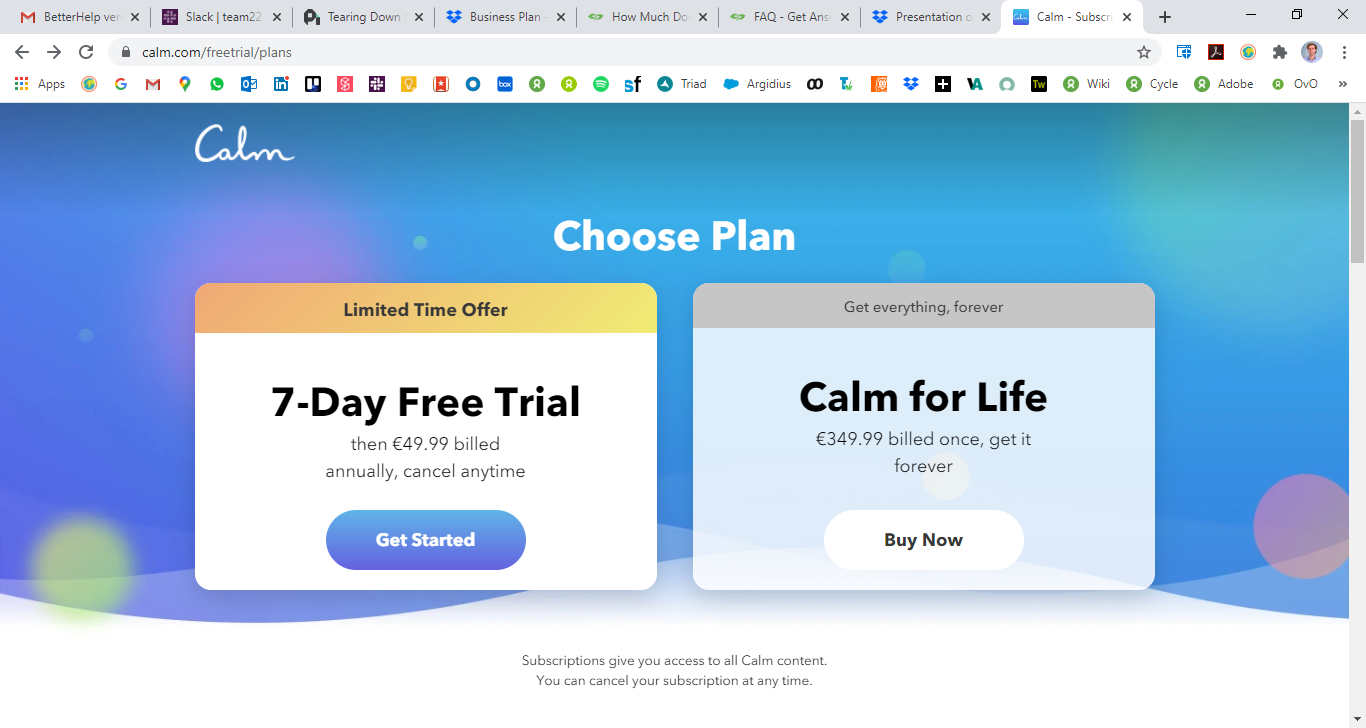 BetterHelp ver
Slack | team22
Tearing Down
Business Plan -
How Much Do
FAQ - Get Ans
Presentation o
Calm - Subscri
calm.com/freetrial/plans
Apps
box
sf
Triad
Argidius
Tw
Wiki
Cycle
Adobe
OvO
»
Calm
Choose Plan
Limited Time Offer
7-Day Free Trial
then €49.99 billed
annually, cancel anytime
Get Started
Get everything, forever
Calm for Life
€349.99 billed once, get it
forever
Buy Now
Subscriptions give you access to all Calm content.
You can cancel your subscription at any time.